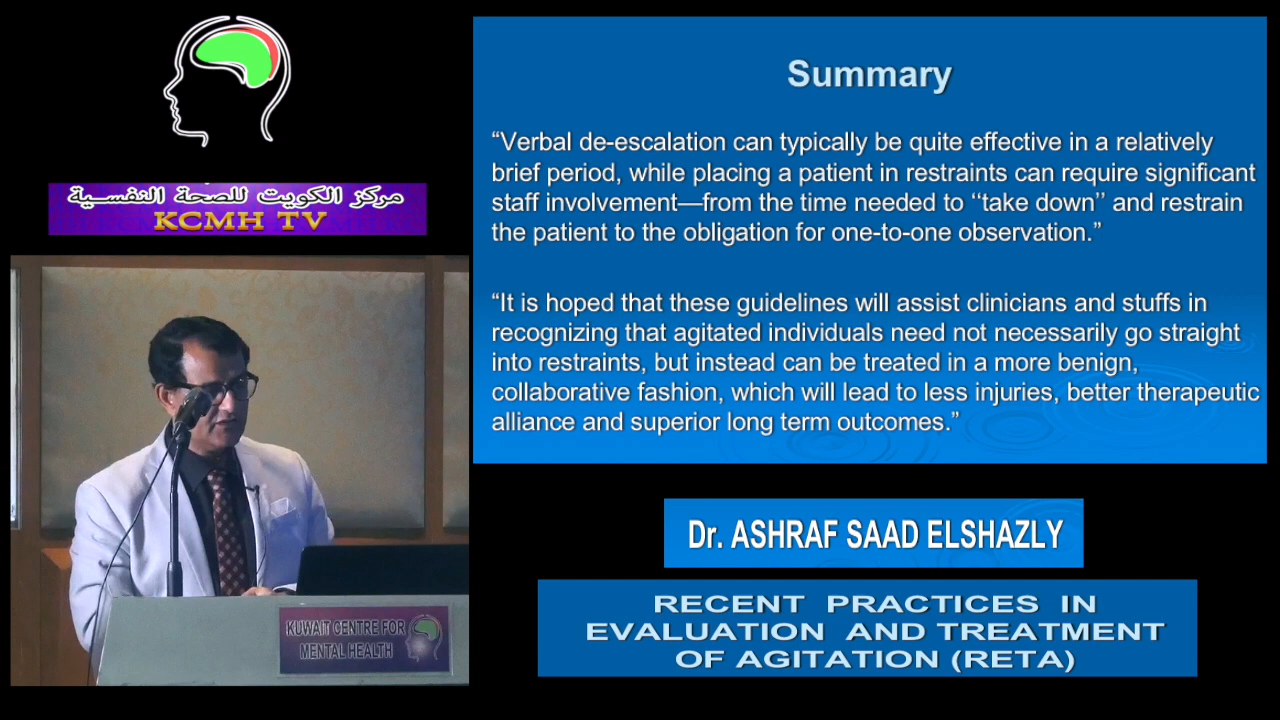 مركز الكويت للصحة النفسية
KCMH TV
Summary
“Verbal de-escalation can typically be quite effective in a relatively
brief period, while placing a patient in restraints can require significant
staff involvement—from the time needed to ‘‘take down’’ and restrain
the patient to the obligation for one-to-one observation.”
“It is hoped that these guidelines will assist clinicians and stuffs in
recognizing that agitated individuals need not necessarily go straight
into restraints, but instead can be treated in a more benign,
collaborative fashion, which will lead to less injuries, better therapeutic
alliance and superior long term outcomes.”
Dr. ASHRAF SAAD ELSHAZLY
RECENT PRACTICES IN
EVALUATION AND TREATMENT
OF AGITATION (RETA)
KUWAIT CENTRE FOR
MENTAL HEALTH